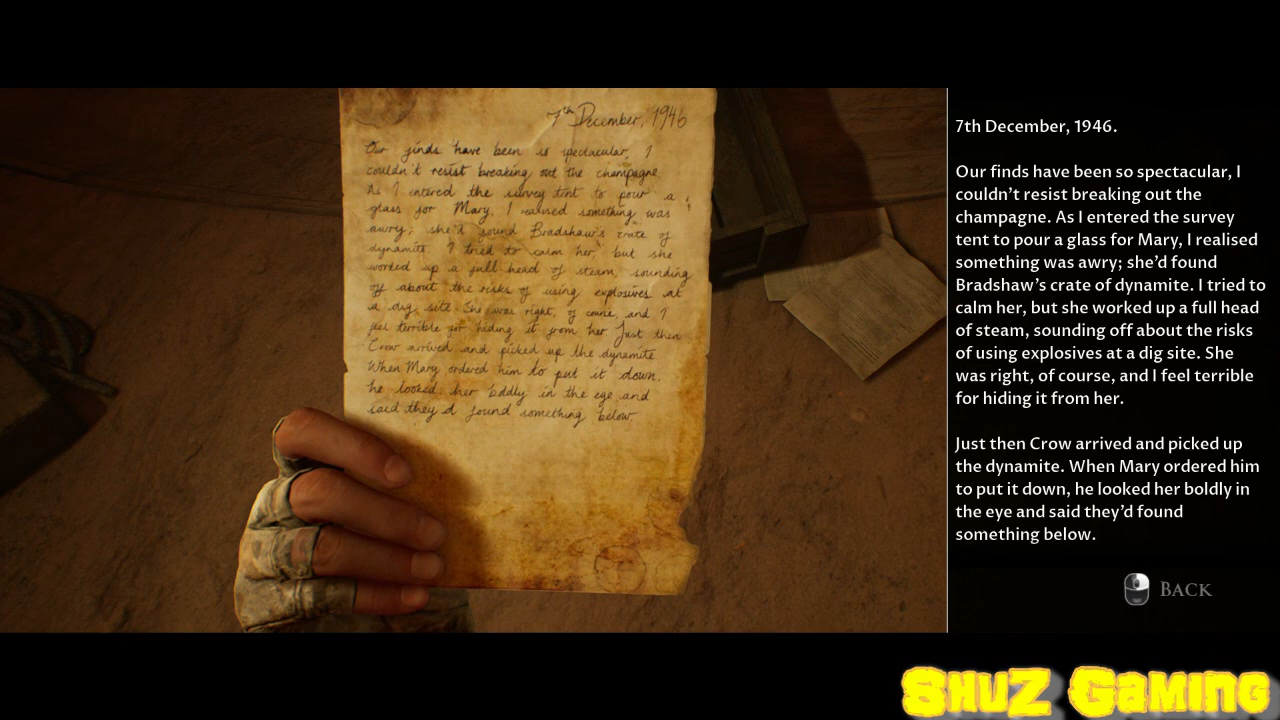 7th December, 1946
Our finds have been so spectacular, I
couldn't resist breaking out the champagne.
As I entered the survey tent to pour a
glass for Mary, I realised something was
awry; she'd found Bradshaw's crate of
dynamite. I tried to calm her, but she
worked up a full head of steam, sounding
off about the risks of using explosives at
a dig site. She was right, of course, and I
feel terrible for hiding it from her. Just then
Crow arrived and picked up the dynamite.
When Mary ordered him to put it down,
he looked her boldly in the eye and
said they'd found something below.
7th December, 1946.
Our finds have been so spectacular, I
couldn't resist breaking out the
champagne. As I entered the survey
tent to pour a glass for Mary, I realised
something was awry; she'd found
Bradshaw's crate of dynamite. I tried to
calm her, but she worked up a full head
of steam, sounding off about the risks
of using explosives at a dig site. She
was right, of course, and I feel terrible
for hiding it from her.
Just then Crow arrived and picked up
the dynamite. When Mary ordered him
to put it down, he looked her boldly in
the eye and said they'd found
something below.
BACK
SHUZ GAMING